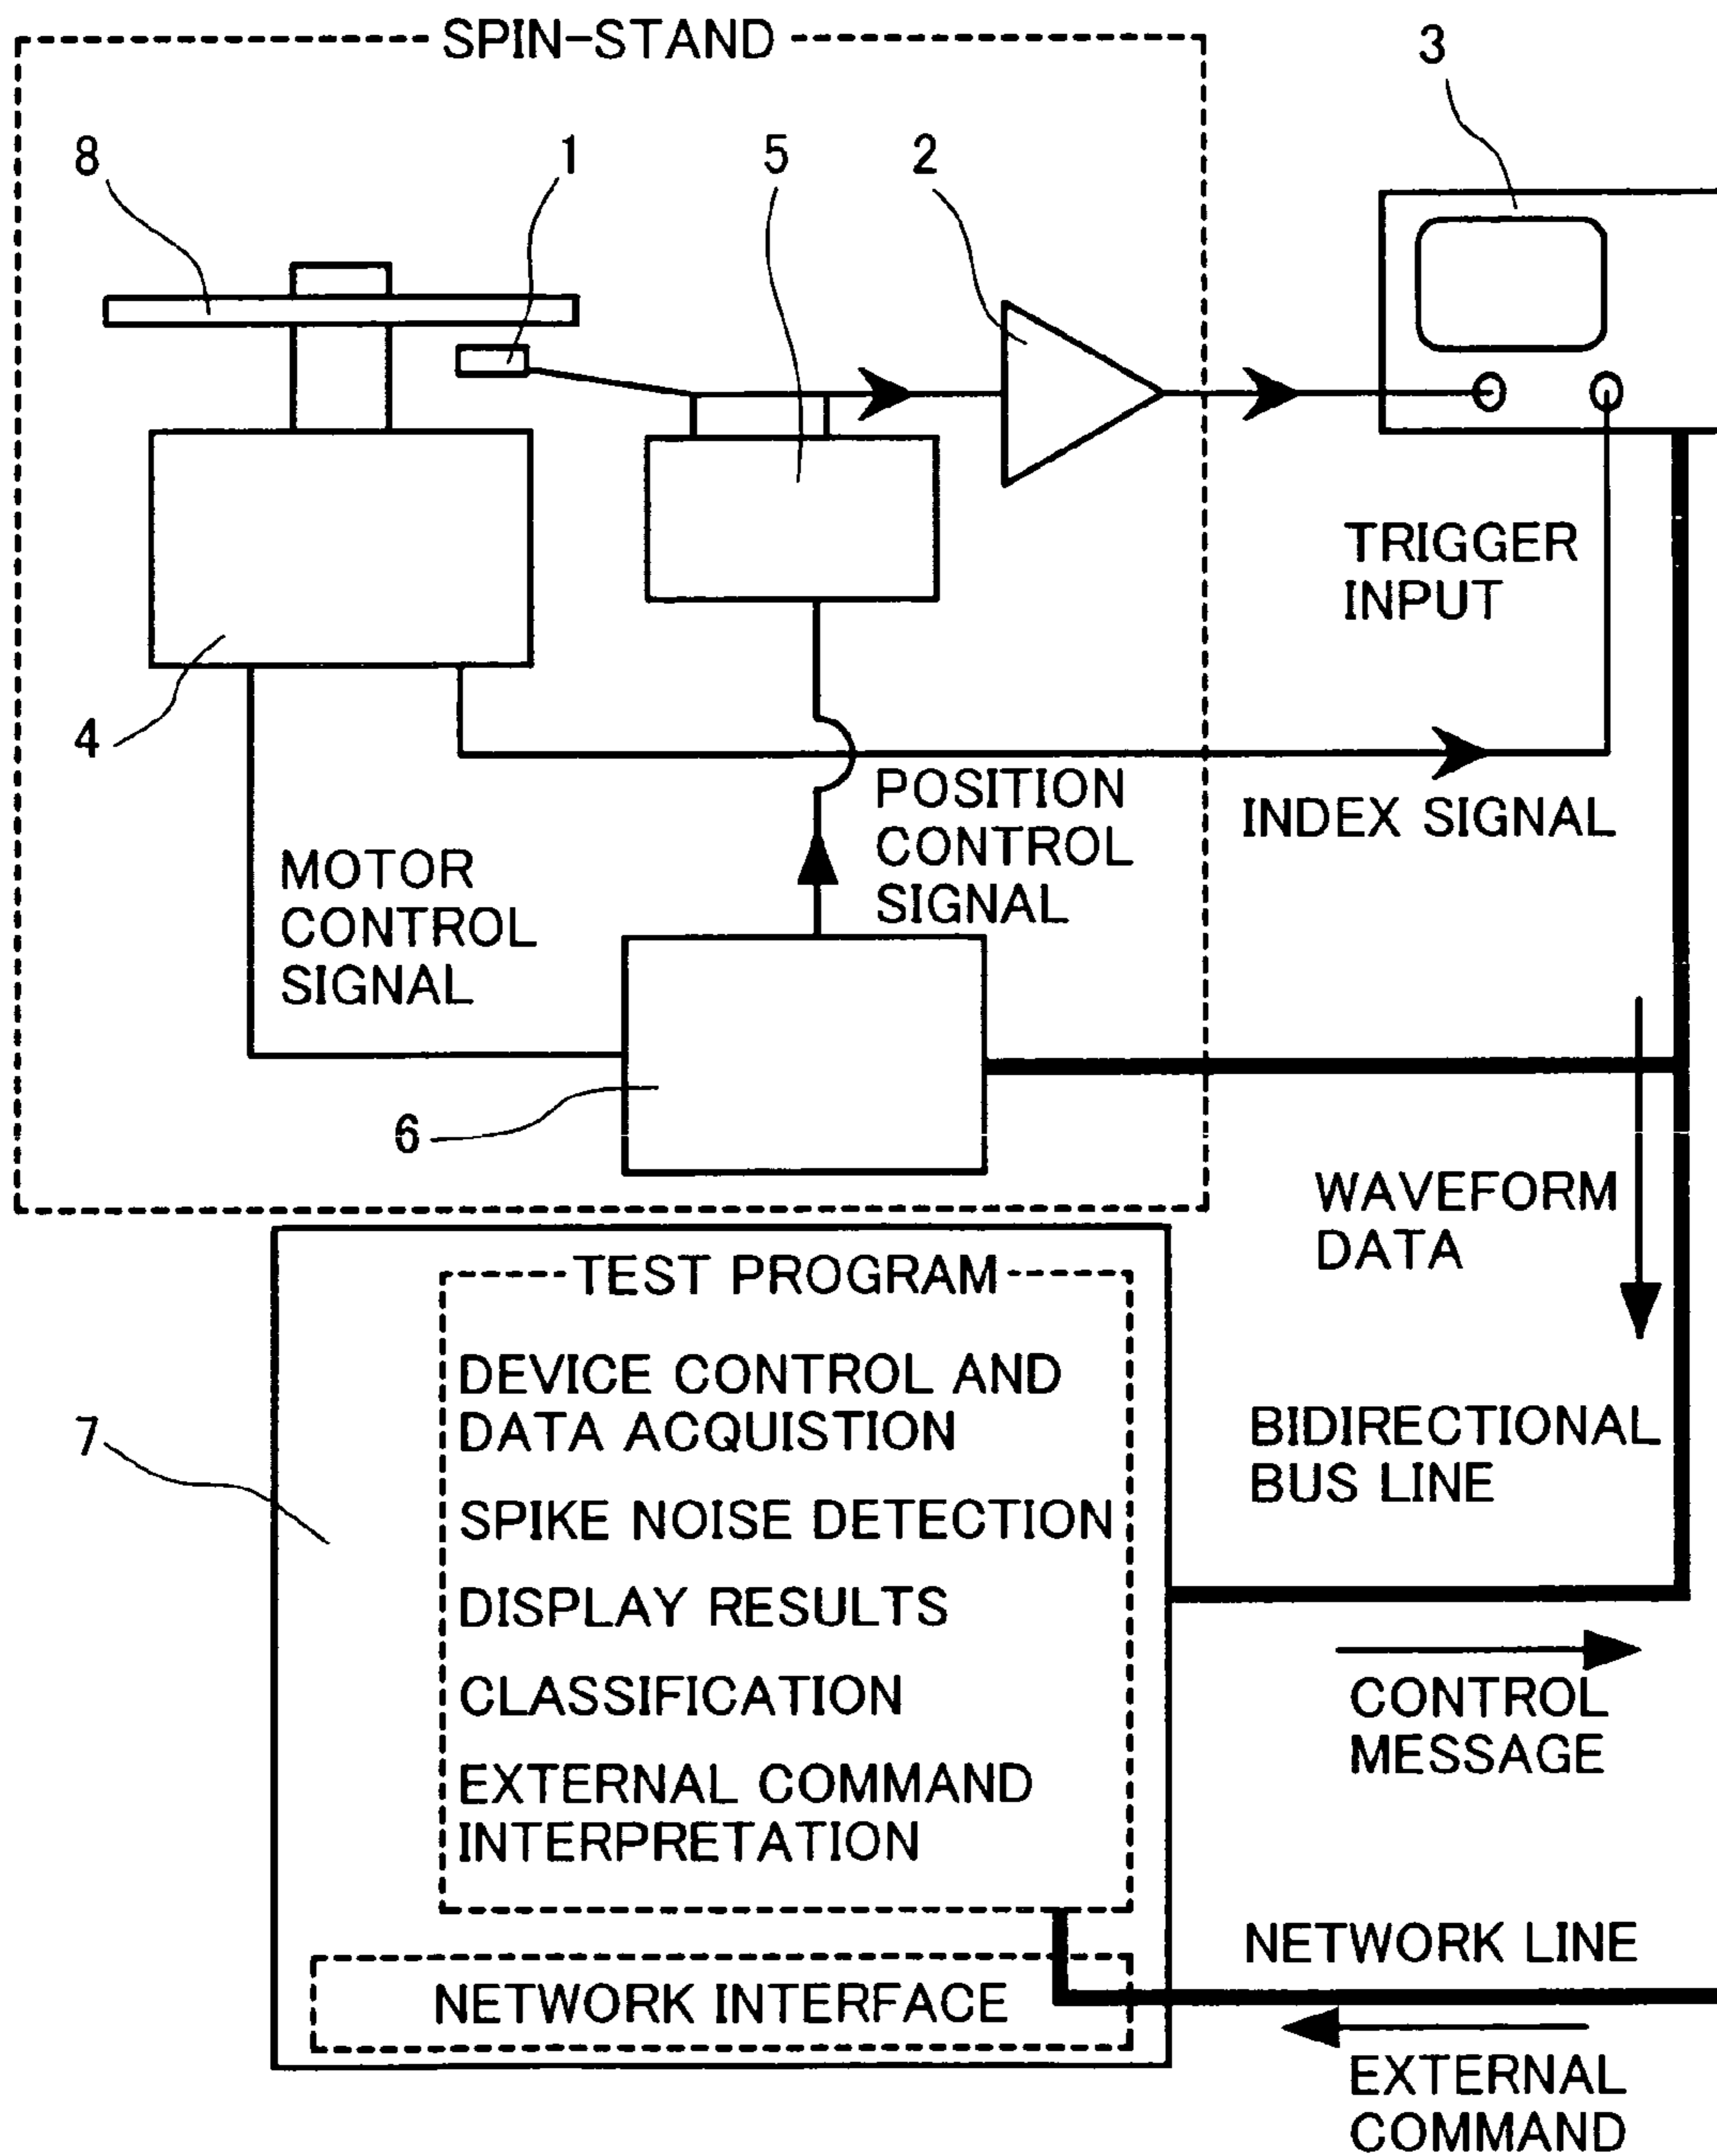 SPIN-STAND
3
8
1
5
2
TRIGGER
INPUT
4
POSITION
CONTROL
SIGNAL
INDEX SIGNAL
MOTOR
CONTROL
SIGNAL
6
WAVEFORM
DATA
TEST PROGRAM
DEVICE CONTROL AND
DATA ACQUISTION
7
BIDIRECTIONAL
BUS LINE
SPIKE NOISE DETECTION
DISPLAY RESULTS
CLASSIFICATION
CONTROL
MESSAGE
EXTERNAL COMMAND
INTERPRETATION
NETWORK LINE
NETWORK INTERFACE
EXTERNAL
COMMAND